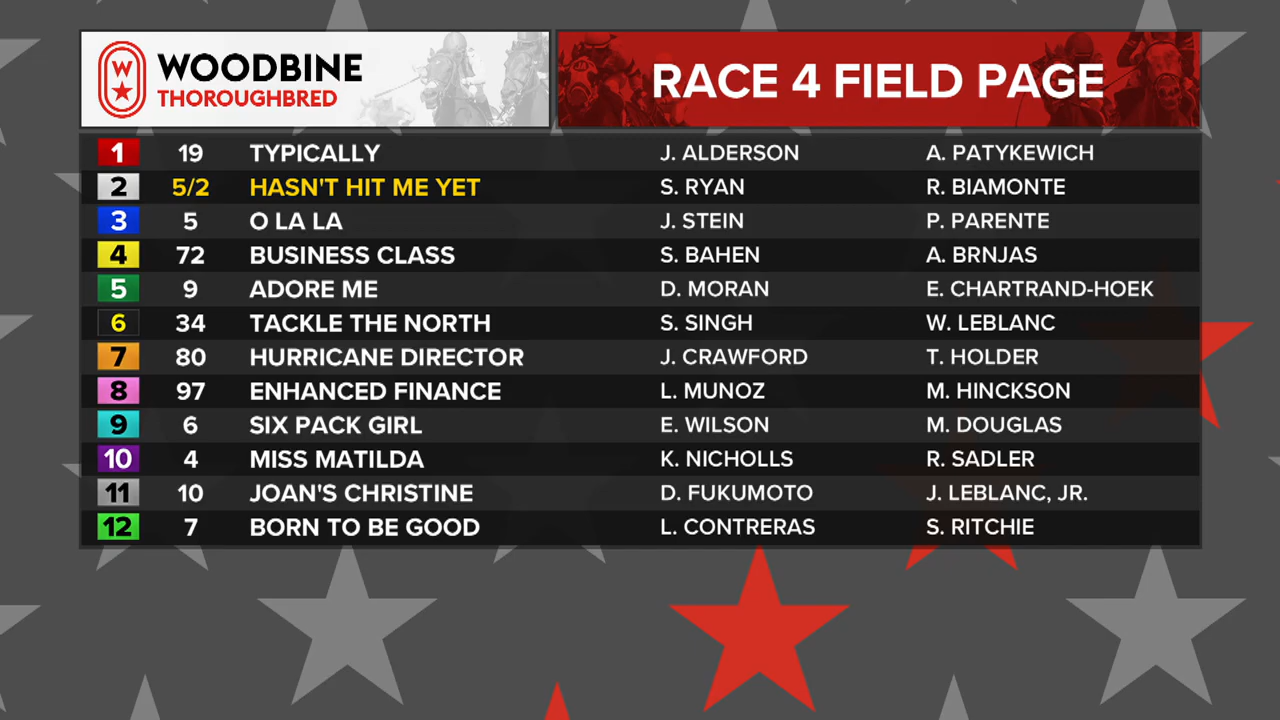 W
WOODBINE
THOROUGHBRED
RACE 4 FIELD PAGE
1 19 TYPICALLY J. ALDERSON A. PATYKEWICH
2 5/2 HASN'T HIT ME YET S. RYAN R. BIAMONTE
3 5 O LA LA J. STEIN P. PARENTE
4 72 BUSINESS CLASS S. BAHEN A. BRNJAS
5 9 ADORE ME D. MORAN E. CHARTRAND-HOEK
6 34 TACKLE THE NORTH S. SINGH W. LEBLANC
7 80 HURRICANE DIRECTOR J. CRAWFORD T. HOLDER
8 97 ENHANCED FINANCE L. MUNOZ M. HINCKSON
9 6 SIX PACK GIRL E. WILSON M. DOUGLAS
10 4 MISS MATILDA K. NICHOLLS R. SADLER
11 10 JOAN'S CHRISTINE D. FUKUMOTO J. LEBLANC, JR.
12 7 BORN TO BE GOOD L. CONTRERAS S. RITCHIE